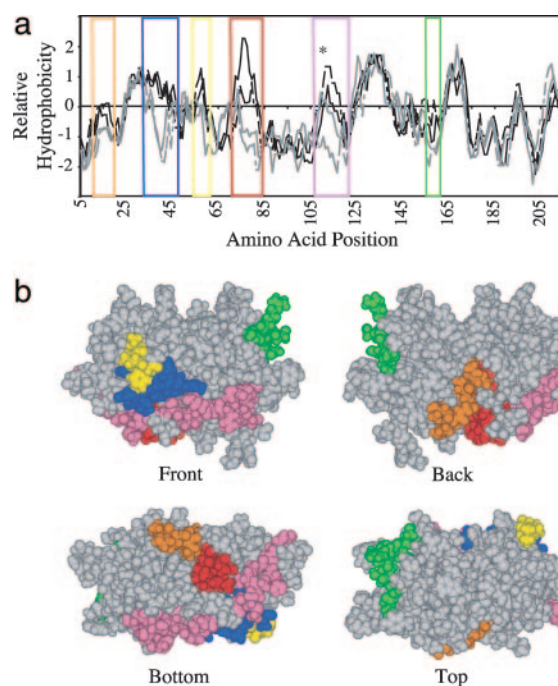 a
Relative
Hydrophobicity
2
1
0
-1
-2
*
5
25
45
65
85
105
125
145
165
185
205
Amino Acid Position
b
Front
Back
Bottom
Top